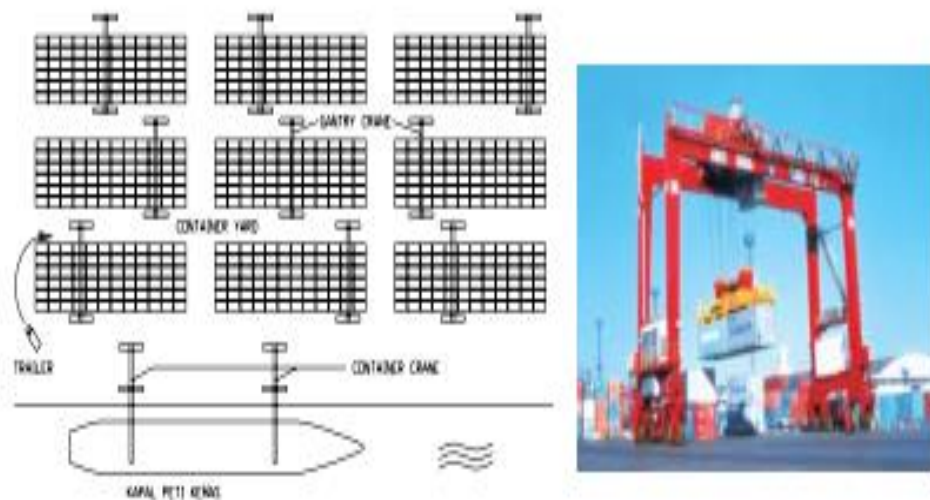 GANTRY CRANE
CONTAINER YARD
TRAILER
CONTAINER CRANE
KAPAL PETI KEMAS